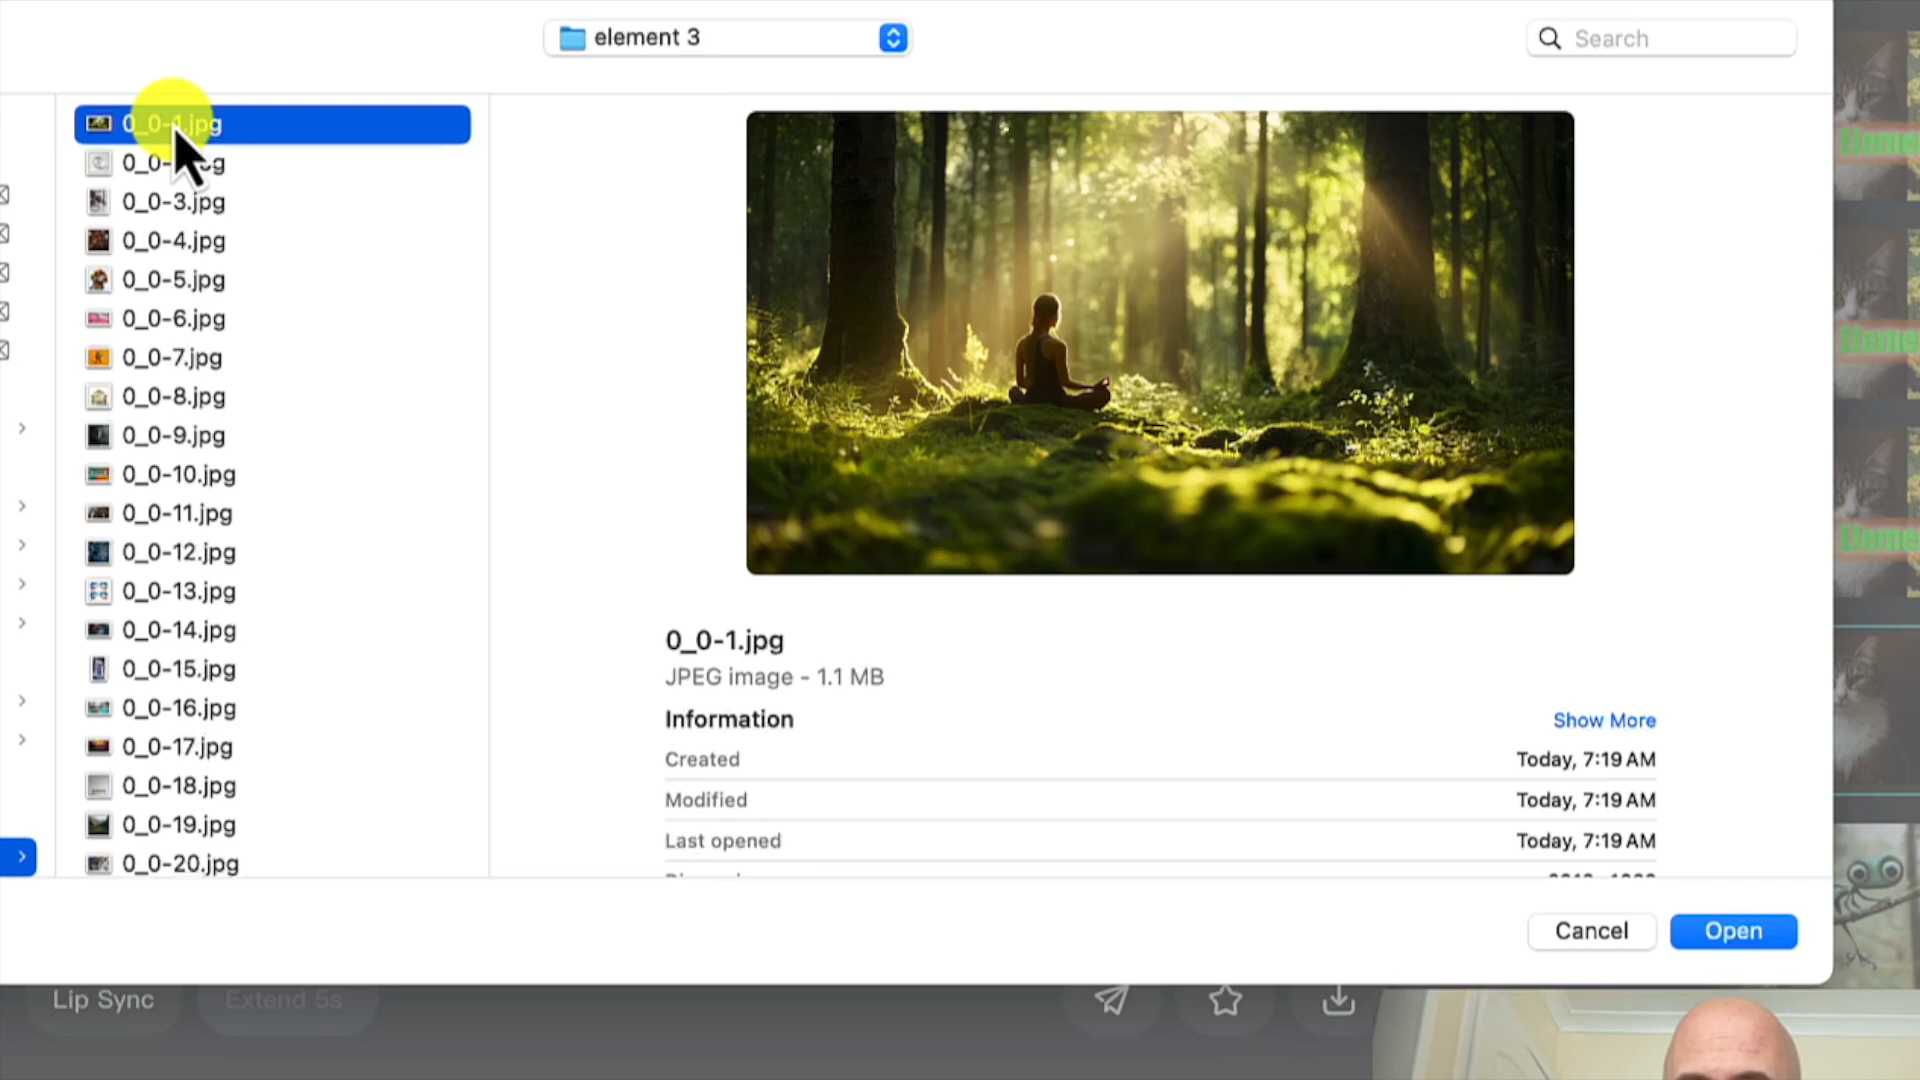 element 3
Search
0_0-1.jpg
0_0-3.jpg
0_0-4.jpg
0_0-5.jpg
0_0-6.jpg
0_0-7.jpg
0_0-8.jpg
0_0-9.jpg
0_0-10.jpg
0_0-11.jpg
0_0-12.jpg
0_0-13.jpg
0_0-14.jpg
0_0-15.jpg
0_0-16.jpg
0_0-17.jpg
0_0-18.jpg
0_0-19.jpg
0_0-20.jpg
0_0-1.jpg
JPEG image - 1.1 MB
Information
Show More
Created
Today, 7:19 AM
Modified
Today, 7:19 AM
Last opened
Today, 7:19 AM
Cancel
Open
Lip Sync
Extend 5s
Eleme
Eleme
Eleme